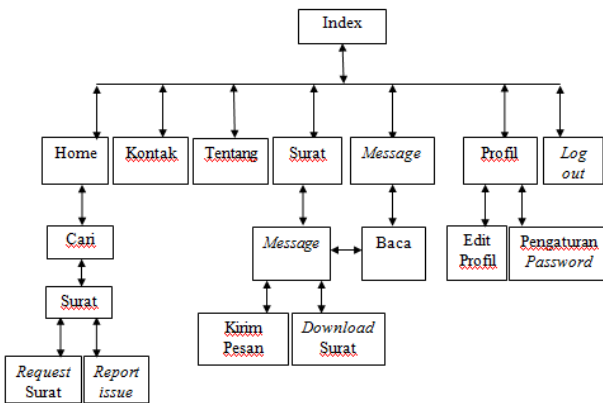 Index
Home
Kontak
Tentang
Surat
Message
Profil
Log
out
Cari
Message
Baca
Edit
Profil
Pengaturan
Password
Surat
Kirim
Pesan
Download
Surat
Request
Surat
Report
issue